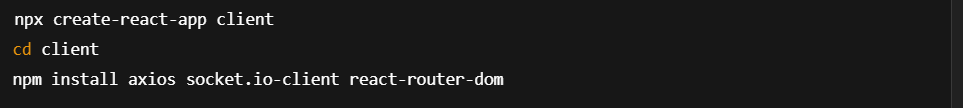 npx create-react-app client
cd client
npm install axios socket.io-client react-router-dom